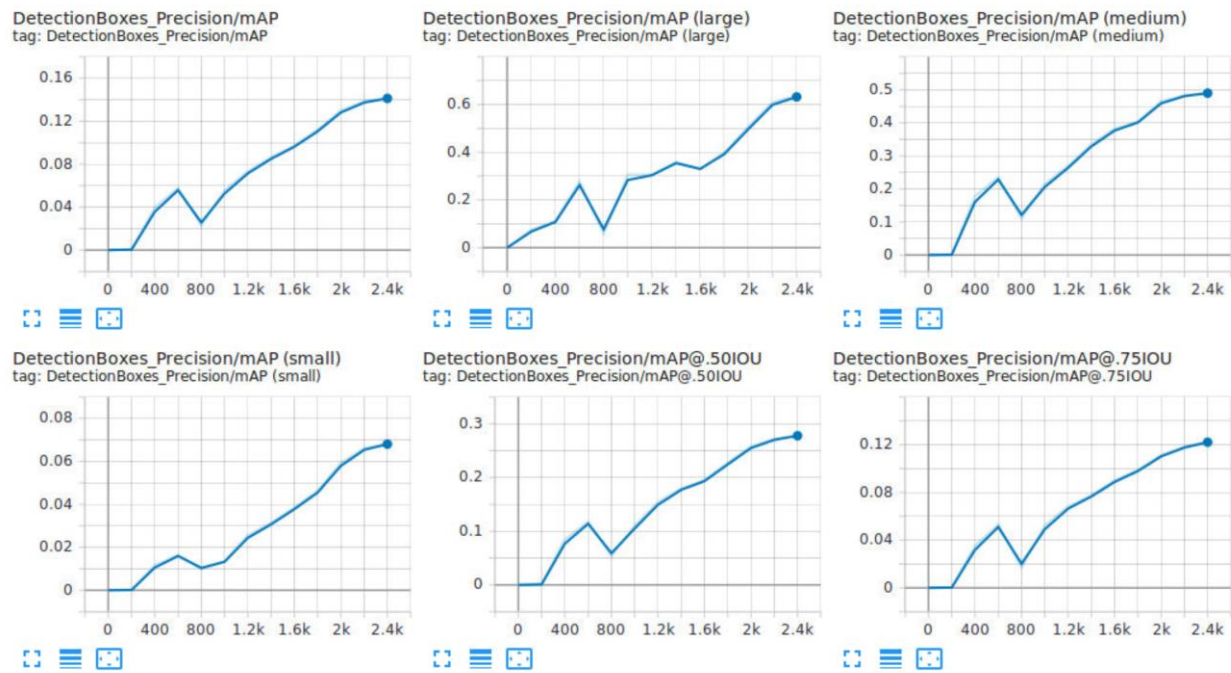 DetectionBoxes_Precision/mAP
tag: DetectionBoxes_Precision/mAP
0.16
0.12
0.08
0.04
0
0 400 800 1.2k 1.6k 2k 2.4k
DetectionBoxes_Precision/mAP (large)
tag: DetectionBoxes_Precision/mAP (large)
0.6
0.4
0.2
0
0 400 800 1.2k 1.6k 2k 2.4k
DetectionBoxes_Precision/mAP (medium)
tag: DetectionBoxes_Precision/mAP (medium)
0.5
0.4
0.3
0.2
0.1
0
0 400 800 1.2k 1.6k 2k 2.4k
DetectionBoxes_Precision/mAP (small)
tag: DetectionBoxes_Precision/mAP (small)
0.08
0.06
0.04
0.02
0
0 400 800 1.2k 1.6k 2k 2.4k
DetectionBoxes_Precision/mAP@.50IOU
tag: DetectionBoxes_Precision/mAP@.50IOU
0.3
0.2
0.1
0
0 400 800 1.2k 1.6k 2k 2.4k
DetectionBoxes_Precision/mAP@.75IOU
tag: DetectionBoxes_Precision/mAP@.75IOU
0.12
0.08
0.04
0
0 400 800 1.2k 1.6k 2k 2.4k